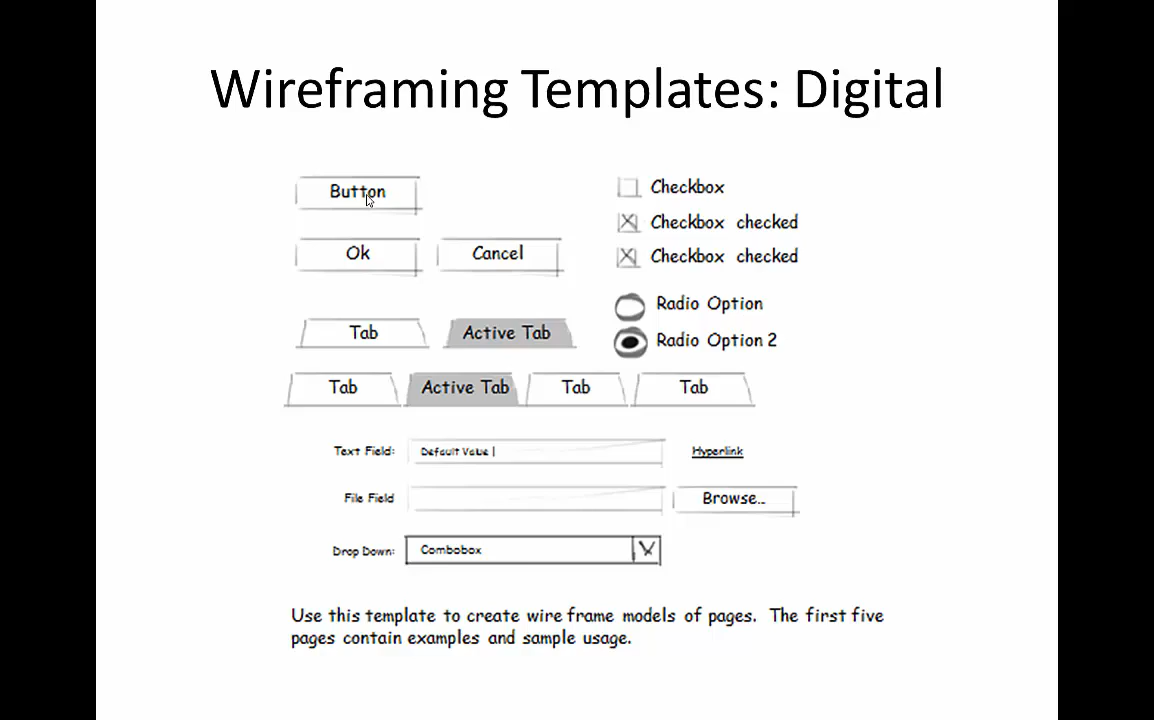 Wireframing Templates: Digital
Button
Checkbox
Checkbox checked
Ok
Cancel
Checkbox checked
Radio Option
Tab
Active Tab
Radio Option 2
Tab
Active Tab
Tab
Tab
Text Field:
Default Value |
Hyperlink
File Field
Browse...
Drop Down:
Combobox
Use this template to create wire frame models of pages. The first five
pages contain examples and sample usage.